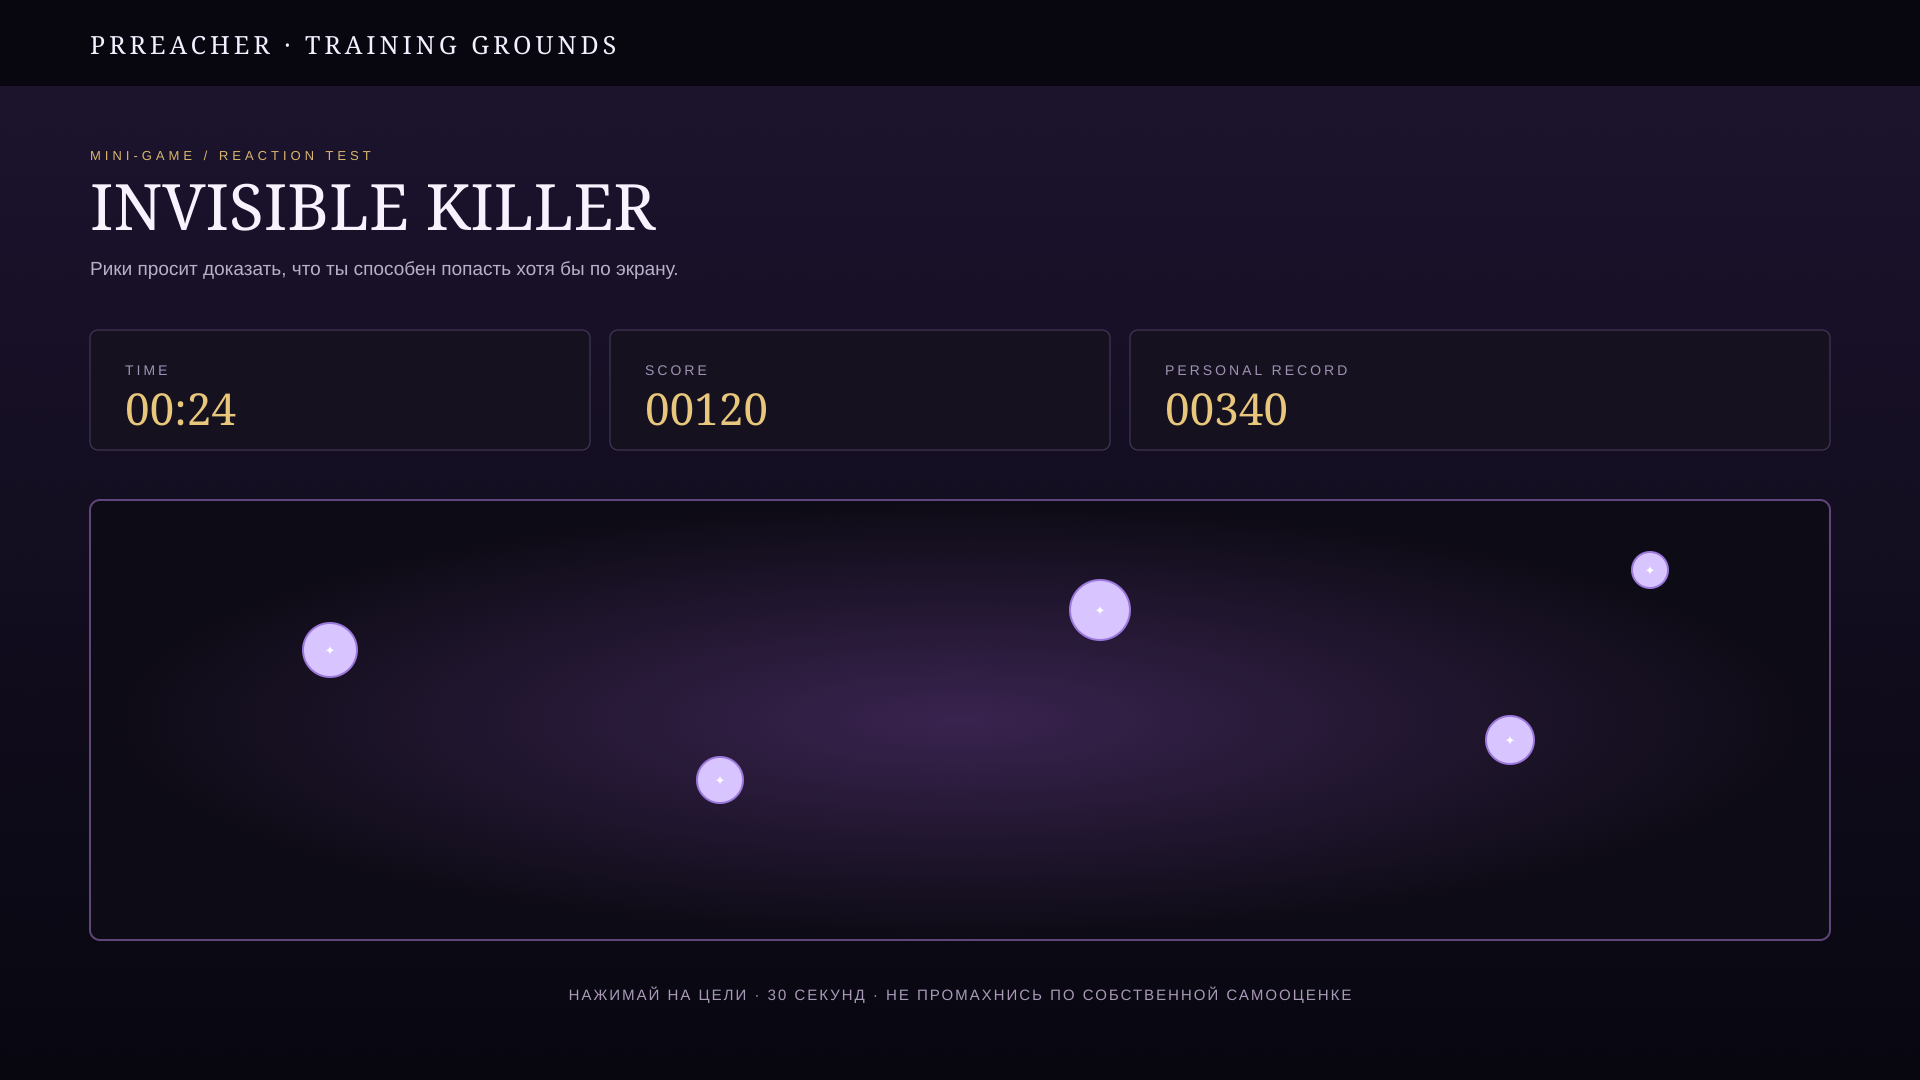 PRREACHER · TRAINING GROUNDS
MINI-GAME / REACTION TEST
INVISIBLE KILLER
Рики просит доказать, что ты способен попасть хотя бы по экрану.
TIME
00:24
SCORE
00120
PERSONAL RECORD
00340
НАЖИМАЙ НА ЦЕЛИ · 30 СЕКУНД · НЕ ПРОМАХНИСЬ ПО СОБСТВЕННОЙ САМООЦЕНКЕ